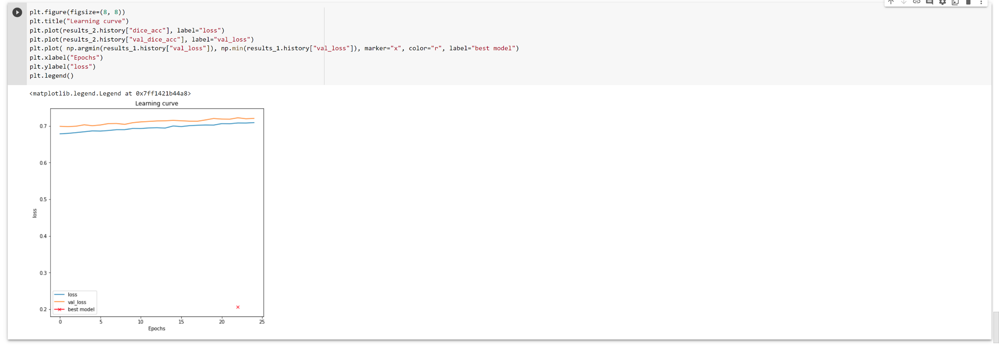 plt.figure(figsize=(8, 8))
plt.title("Learning curve")
plt.plot(results_2.history["dice_acc"], label="loss")
plt.plot(results_2.history["val_dice_acc"], label="val_loss")
plt.plot( np.argmin(results_1.history["val_loss"]), np.min(results_1.history["val_loss"]), marker="x", color="r", label="best model")
plt.xlabel("Epochs")
plt.ylabel("loss")
plt.legend()
<matplotlib.legend.Legend at 0x7ff1421b44a8>
Learning curve
0.7
0.6
0.5
0.4
0.3
0.2
loss
loss
val_loss
best model
0 5 10 15 20 25
Epochs